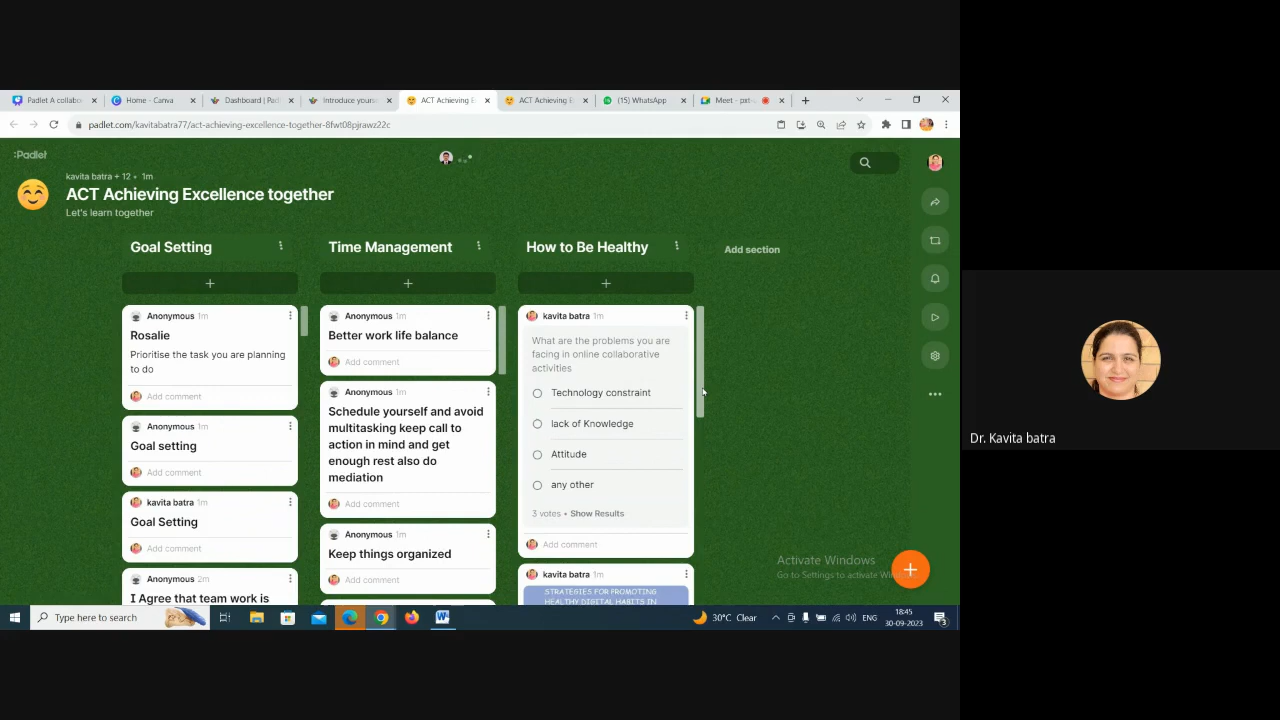 Padlet A collabo
Home - Canva
Dashboard | Padl
Introduce yours
ACT Achieving E
ACT Achieving E
(15) WhatsApp
Meet - pxt-
padlet.com/kavitabatra77/act-achieving-excellence-together-8fwt08pjrawz22c
:Padlet
kavita batra + 12 • 1m
ACT Achieving Excellence together
Let's learn together
Goal Setting
Anonymous 1m
Rosalie
Prioritise the task you are planning
to do
Add comment
Anonymous 1m
Goal setting
Add comment
kavita batra 1m
Goal Setting
Add comment
Anonymous 2m
I Agree that team work is
Time Management
Anonymous 1m
Better work life balance
Add comment
Anonymous 1m
Schedule yourself and avoid
multitasking keep call to
action in mind and get
enough rest also do
mediation
Add comment
Anonymous 1m
Keep things organized
Add comment
How to Be Healthy
kavita batra 1m
What are the problems you are
facing in online collaborative
activities
Technology constraint
lack of Knowledge
Attitude
any other
3 votes • Show Results
Add comment
kavita batra 1m
STRATEGIES FOR PROMOTING
HEALTHY DIGITAL HABITS IN
Add section
Activate Windows
Go to Settings to activate Win
Type here to search
30°C Clear
ENG
18:45
30-09-2023
3
Dr. Kavita batra